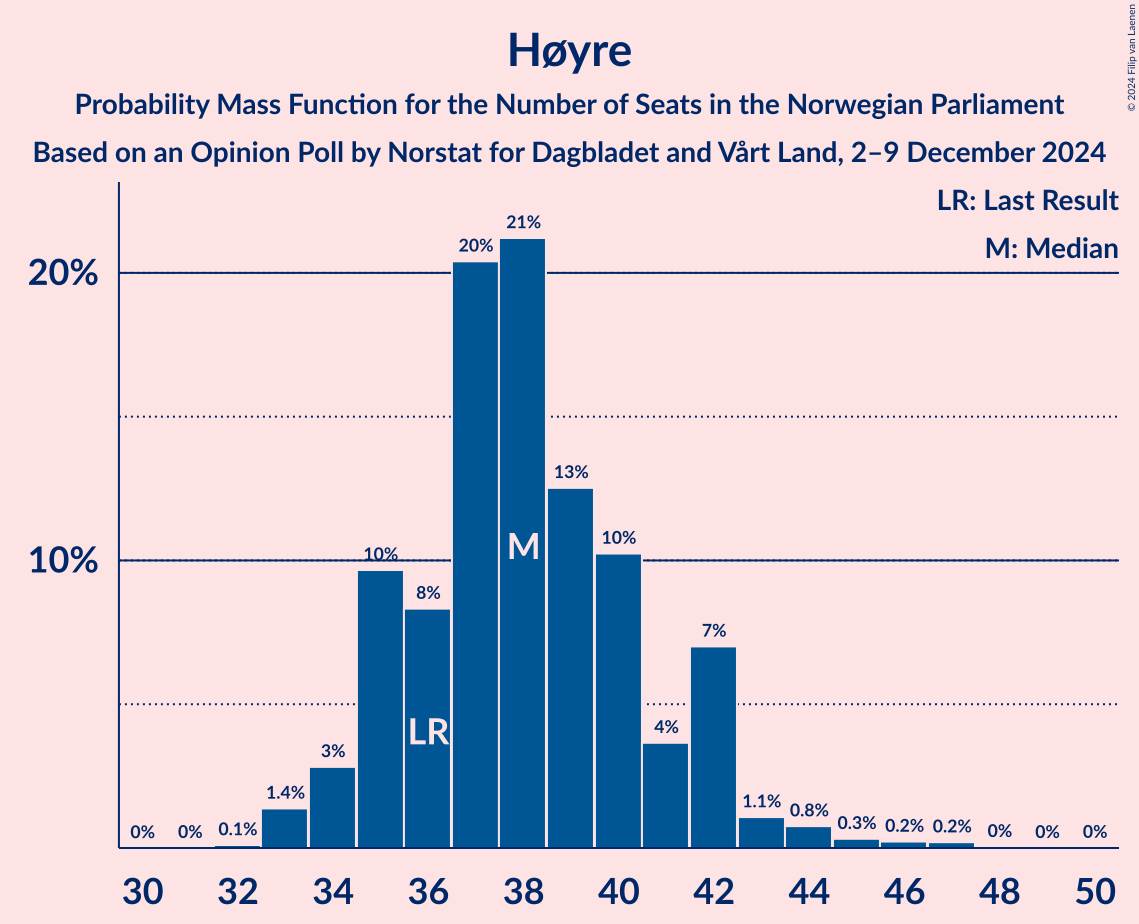 Høyre
Probability Mass Function for the Number of Seats in the Norwegian Parliament
Based on an Opinion Poll by Norstat for Dagbladet and Vårt Land, 2–9 December 2024
© 2024 Filip van Laenen
LR: Last Result
M: Median
20%
10%
0%
0%
0.1%
1.4%
3%
10%
8%
20%
21%
13%
10%
4%
7%
1.1%
0.8%
0.3%
0.2%
0.2%
0%
0%
0%
LR
M
30 32 34 36 38 40 42 44 46 48 50